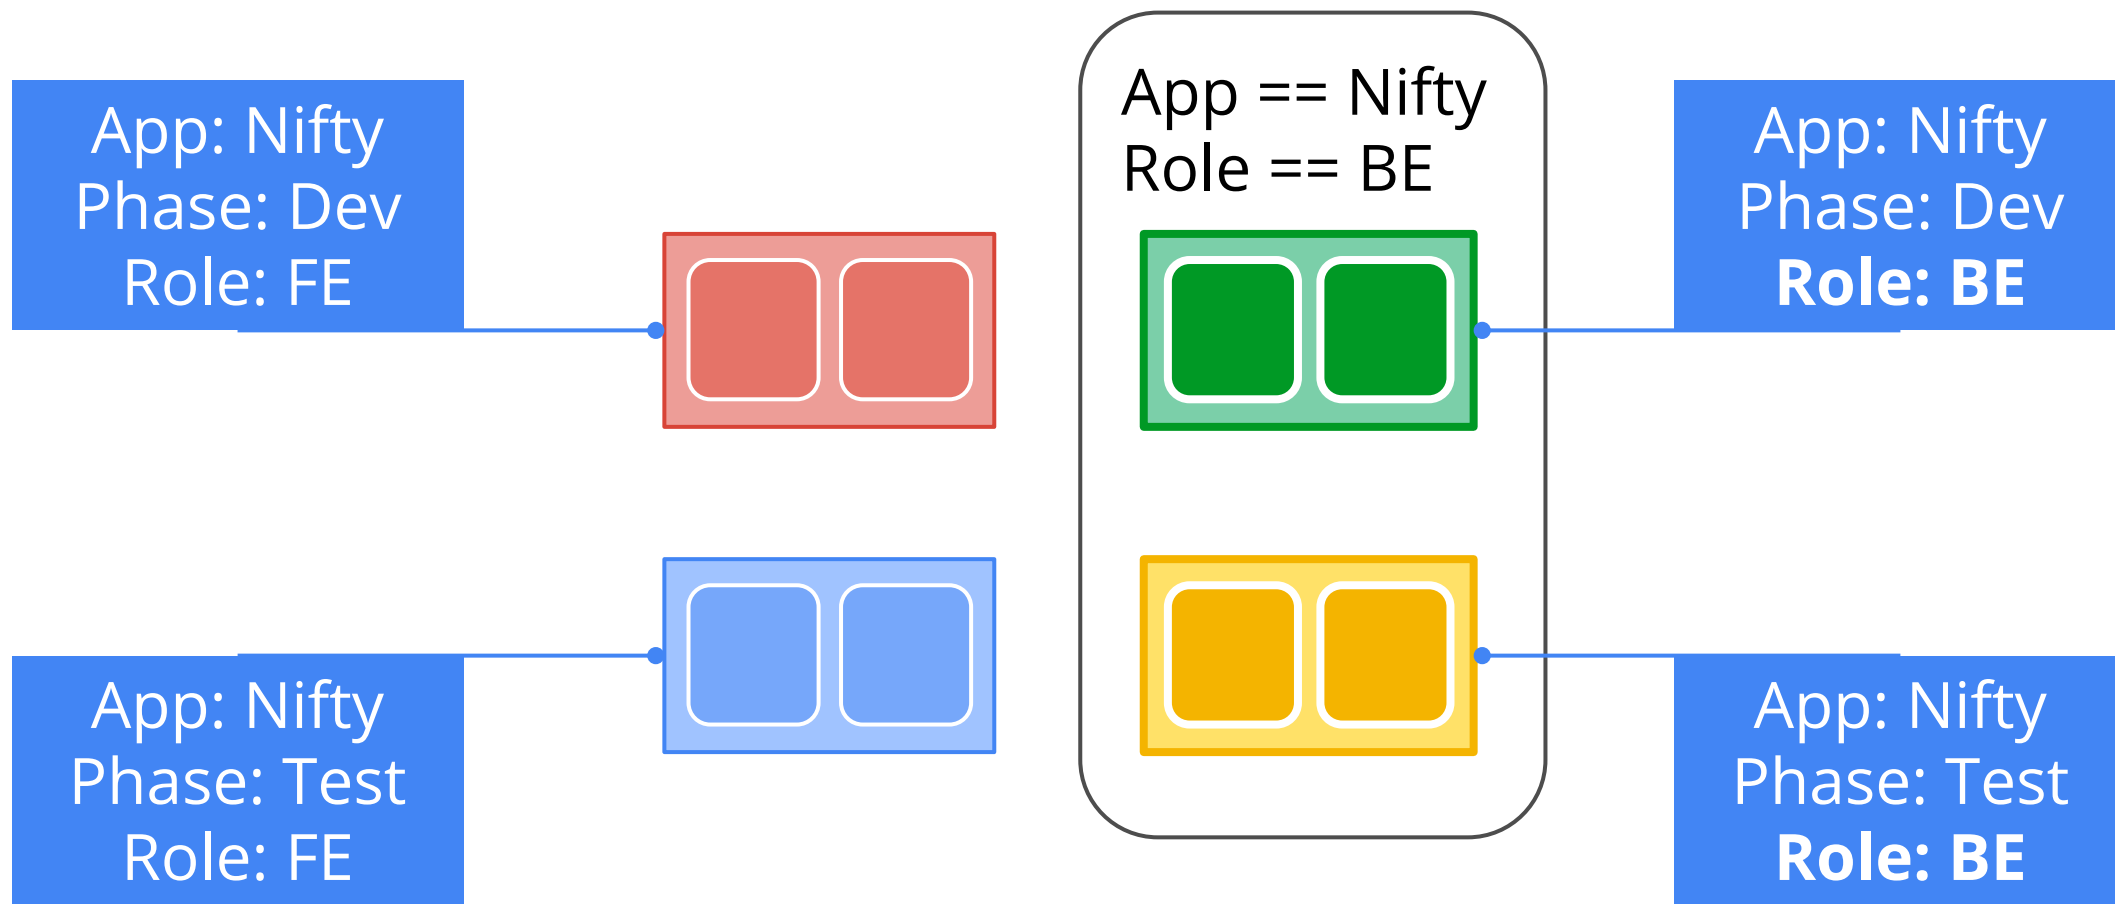 App: Nifty
Phase: Dev
Role: FE
App == Nifty
Role == BE
App: Nifty
Phase: Dev
Role: BE
App: Nifty
Phase: Test
Role: FE
App: Nifty
Phase: Test
Role: BE